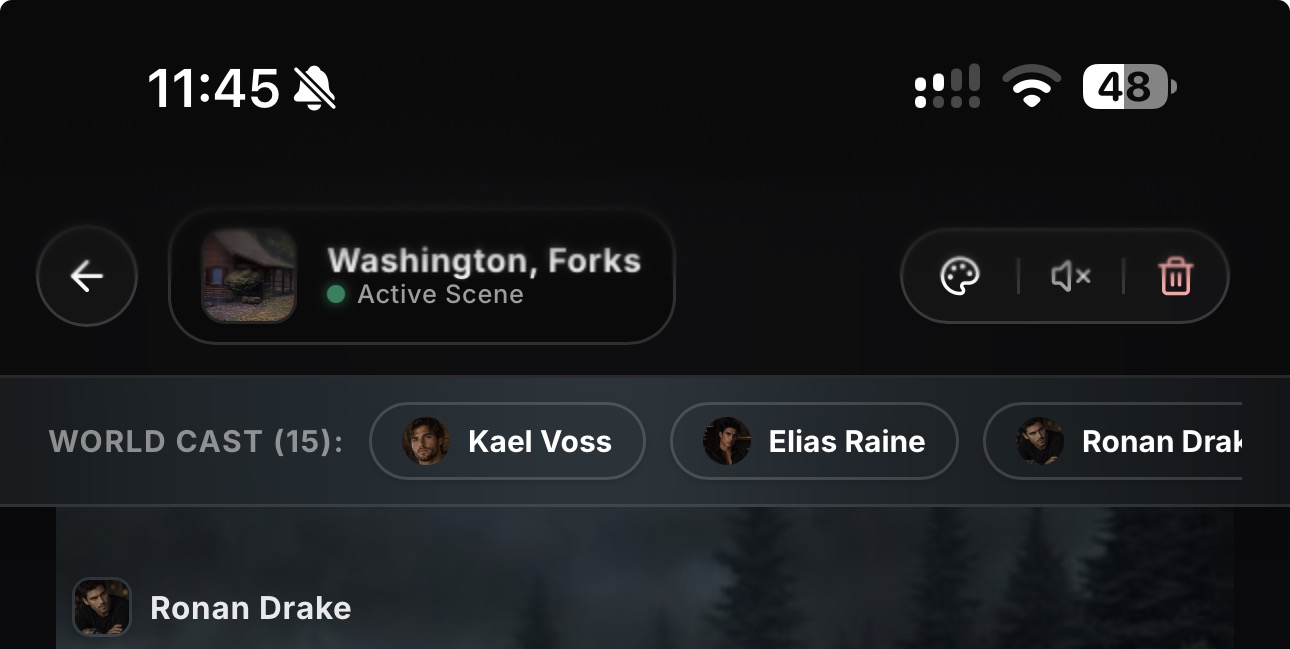 11:45 48
Washington, Forks
Active Scene
WORLD CAST (15): Kael Voss Elias Raine Ronan Drak
Ronan Drake